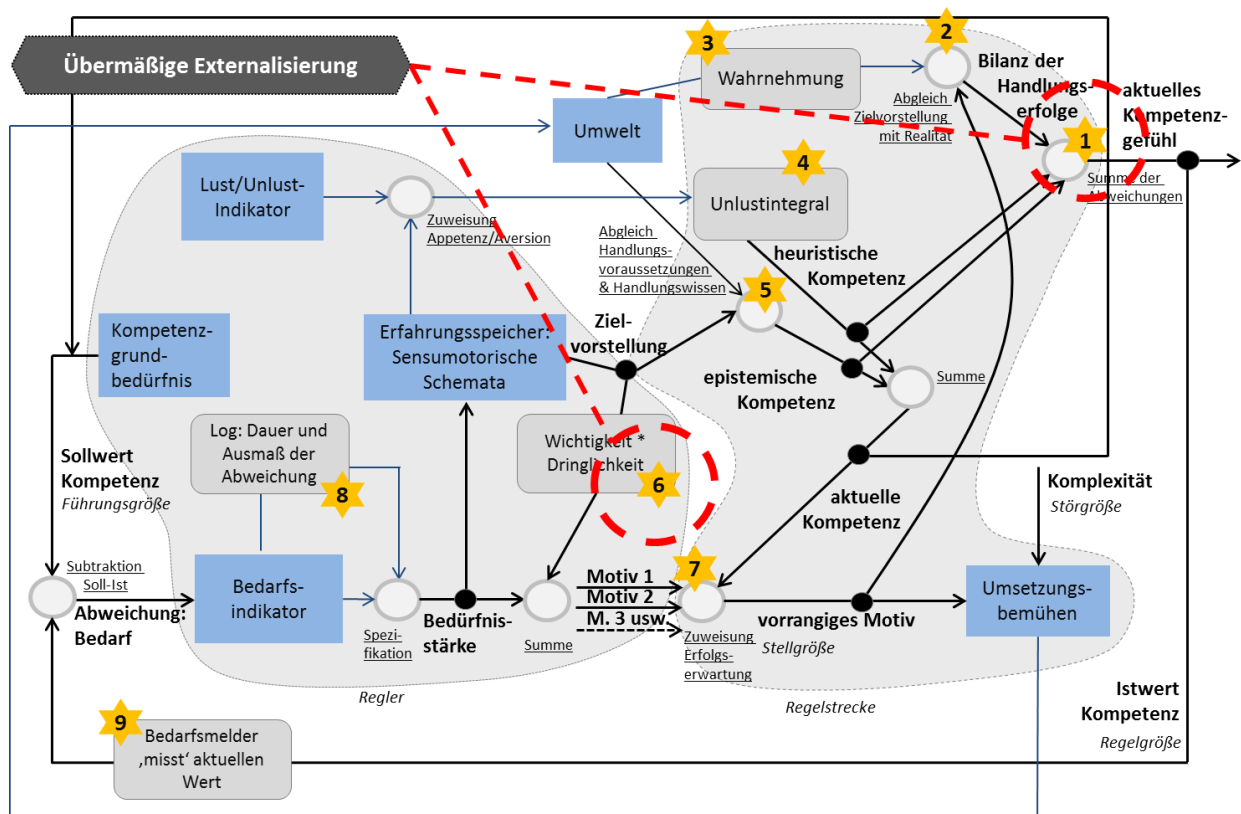 Übermäßige Externalisierung
3
Wahrnehmung
2
Bilanz der
Handlungs-
erfolge
Abgleich
Zielvorstellung
mit Realität
aktuelles
Kompetenz-
gefühl
1
Summe der
Abweichungen
Umwelt
Lust/Unlust-
Indikator
Zuweisung
Appetenz/Aversion
4
Unlustintegral
Abgleich
Handlungs-
voraussetzungen
& Handlungswissen
heuristische
Kompetenz
5
Kompetenz-
grund-
bedürfnis
Erfahrungsspeicher:
Sensumotorische
Schemata
Ziel-
vorstellung
epistemische
Kompetenz
Summe
Log: Dauer und
Ausmaß der
Abweichung
8
Wichtigkeit *
Dringlichkeit
6
Sollwert
Kompetenz
Führungsgröße
aktuelle
Kompetenz
Komplexität
Störgröße
Subtraktion
Soll-Ist
Abweichung:
Bedarf
Bedarfs-
indikator
Spezi-
fikation
Bedürfnis-
stärke
Summe
Motiv 1
Motiv 2
M. 3 usw.
7
Zuweisung
Erfolgs-
erwartung
vorrangiges Motiv
Stellgröße
Umsetzungs-
bemühen
Regler
Regelstrecke
Istwert
Kompetenz
Regelgröße
9
Bedarfsmelder
‚misst‘ aktuellen
Wert